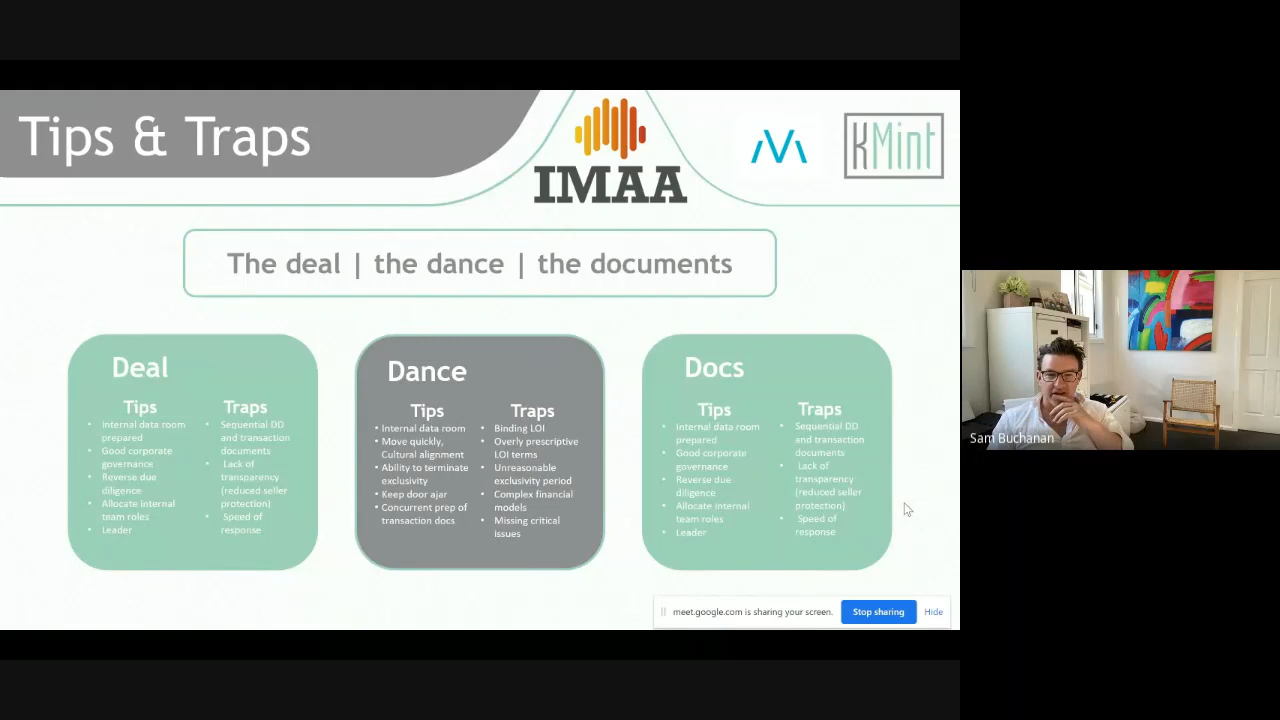 Tips & Traps
IMAA
KMint
The deal | the dance | the documents
Deal
Tips
Traps
• Internal data room
prepared
• Good corporate
governance
• Reverse due
diligence
• Allocate internal
team roles
• Leader
• Sequential DD
and transaction
documents
• Lack of
transparency
(reduced seller
protection)
• Speed of
response
Dance
Tips
Traps
• Internal data room
• Move quickly,
Cultural alignment
• Ability to terminate
exclusivity
• Keep door ajar
• Concurrent prep of
transaction docs
• Binding LOI
• Overly prescriptive
LOI terms
• Unreasonable
exclusivity period
• Complex financial
models
• Missing critical
issues
Docs
Tips
Traps
• Internal data room
prepared
• Good corporate
governance
• Reverse due
diligence
• Allocate internal
team roles
• Leader
• Sequential DD
and transaction
documents
• Lack of
transparency
(reduced seller
protection)
• Speed of
response
Sam Buchanan
meet.google.com is sharing your screen.
Stop sharing
Hide